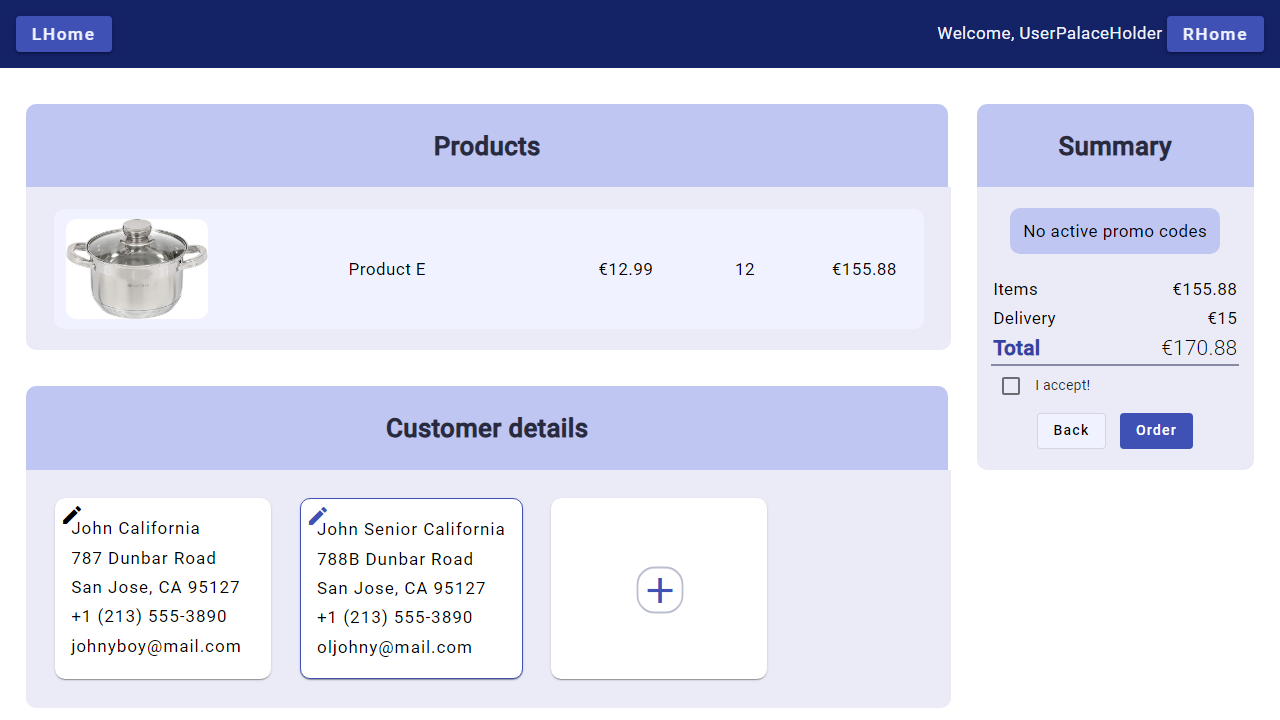 LHome
Welcome, UserPalaceHolder RHome
Products
Product E €12.99 12 €155.88
Customer details
John California
787 Dunbar Road
San Jose, CA 95127
+1 (213) 555-3890
johnyboy@mail.com
John Senior California
788B Dunbar Road
San Jose, CA 95127
+1 (213) 555-3890
oljohny@mail.com
Summary
No active promo codes
Items €155.88
Delivery €15
Total €170.88
I accept!
Back Order